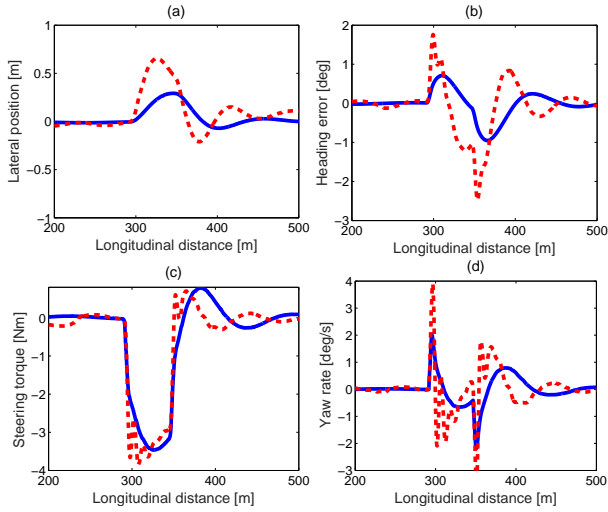 (a)
1
0.5
0
−0.5
−1
200 300 400 500
Lateral position [m]
Longitudinal distance [m]
(b)
2
1
0
−1
−2
−3
200 300 400 500
Heading error [deg]
Longitudinal distance [m]
(c)
0
−1
−2
−3
−4
200 300 400 500
Steering torque [Nm]
Longitudinal distance [m]
(d)
4
3
2
1
0
−1
−2
−3
200 300 400 500
Yaw rate [deg/s]
Longitudinal distance [m]